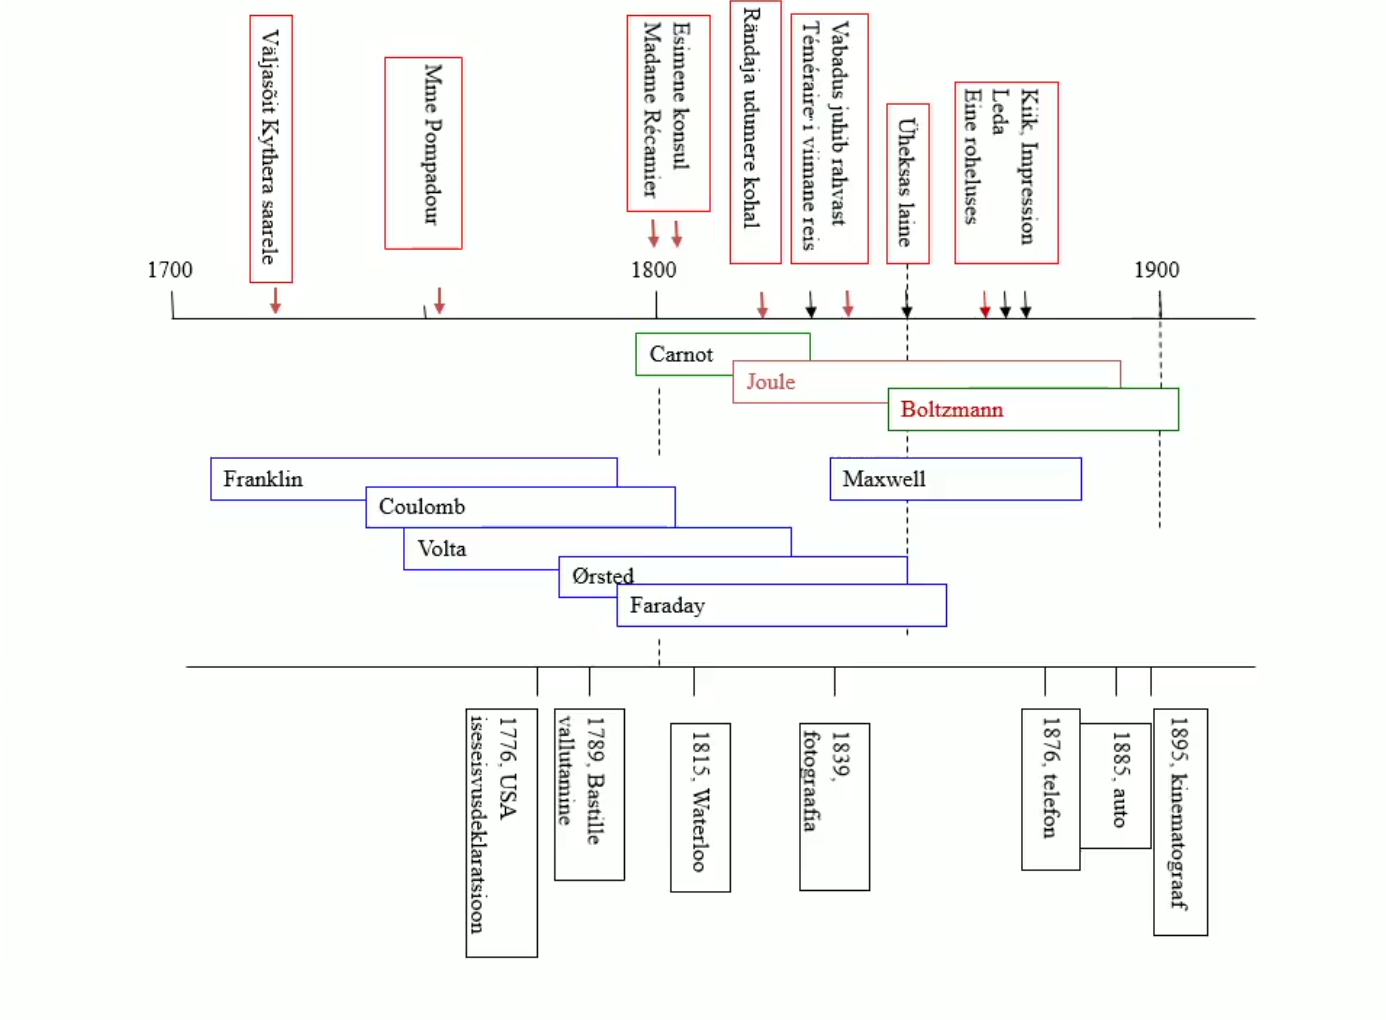 Väljasõit Kythera saarele
Mme Pompadour
Esimene konsul
Madame Récamier
Rändaja udumere kohal
Vabadus juhib rahvast
Téméraire' i viimane reis
Üheksas laine
Kiik, Impression
Leda
Eine roheluses
1700
1800
1900
Carnot
Joule
Boltzmann
Franklin
Maxwell
Coulomb
Volta
Ørsted
Faraday
1776, USA
iseseisvusdeklaratsioon
1789, Bastille
vallutamine
1815, Waterloo
1839,
fotograafia
1876, telefon
1885, auto
1895, kinematograaf